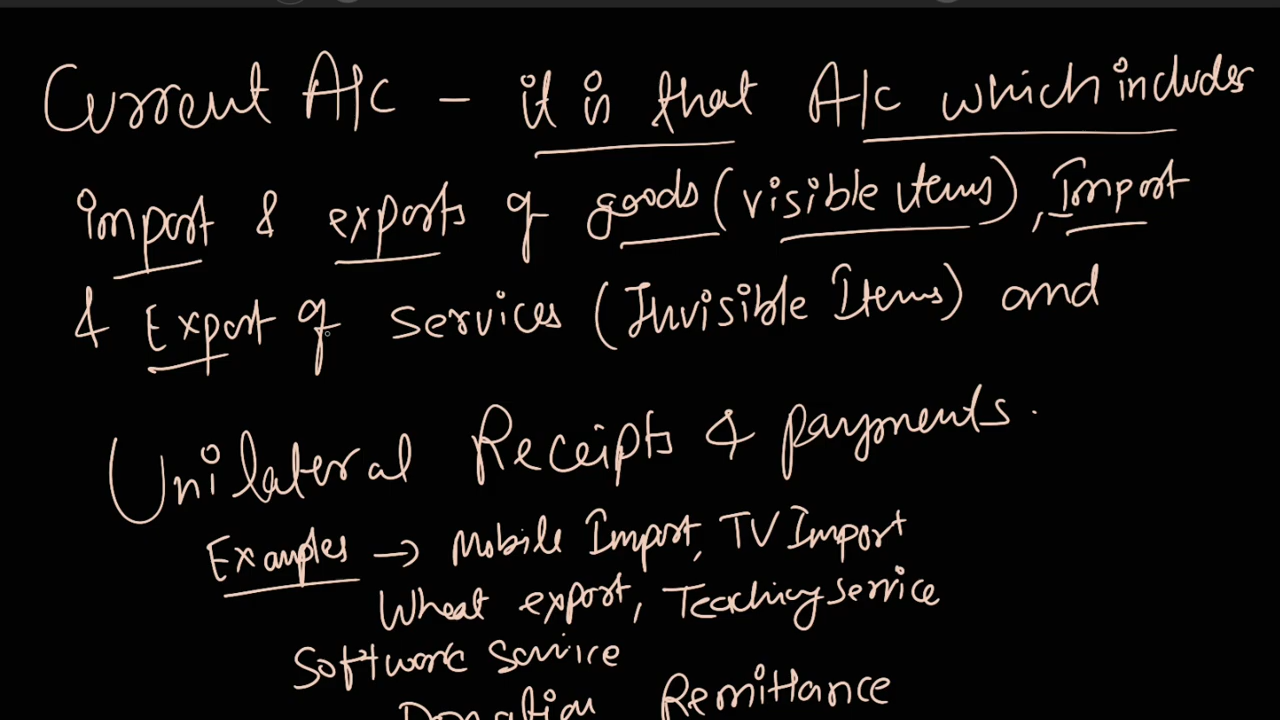 Current A/c - it is that A/c which includes
import & exports of goods (visible items), Import
& Export of services (Invisible Items) and
Unilateral Receipts & payments.
Examples → Mobile Import, TV Import
Wheat export, Teaching service
Software Service
Donation Remittance